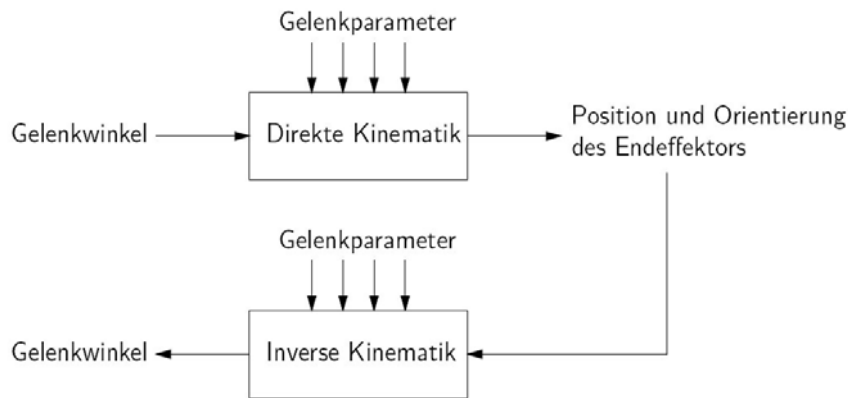 Gelenkparameter
Gelenkwinkel
Direkte Kinematik
Position und Orientierung
des Endeffektors
Gelenkparameter
Gelenkwinkel
Inverse Kinematik